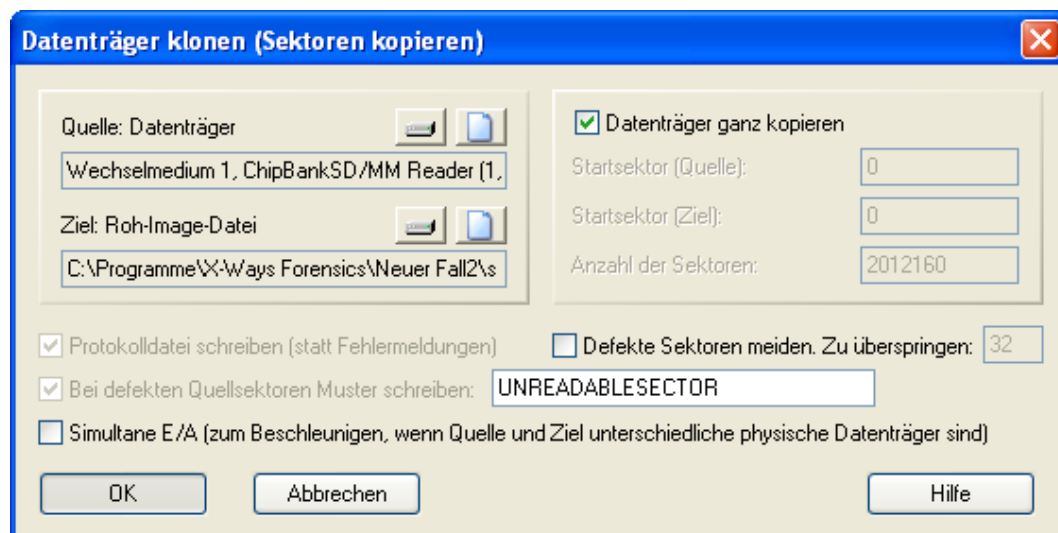 Datenträger klonen (Sektoren kopieren)
Quelle: Datenträger
Wechselmedium 1, ChipBankSD/MM Reader (1,
Ziel: Roh-Image-Datei
C:\Programme\X-Ways Forensics\Neuer Fall2\s
Datenträger ganz kopieren
Startsektor (Quelle): 0
Startsektor (Ziel): 0
Anzahl der Sektoren: 2012160
Protokolldatei schreiben (statt Fehlermeldungen)
Defekte Sektoren meiden. Zu überspringen: 32
Bei defekten Quellsektoren Muster schreiben: UNREADABLESECTOR
Simultane E/A (zum Beschleunigen, wenn Quelle und Ziel unterschiedliche physische Datenträger sind)
OK Abbrechen Hilfe